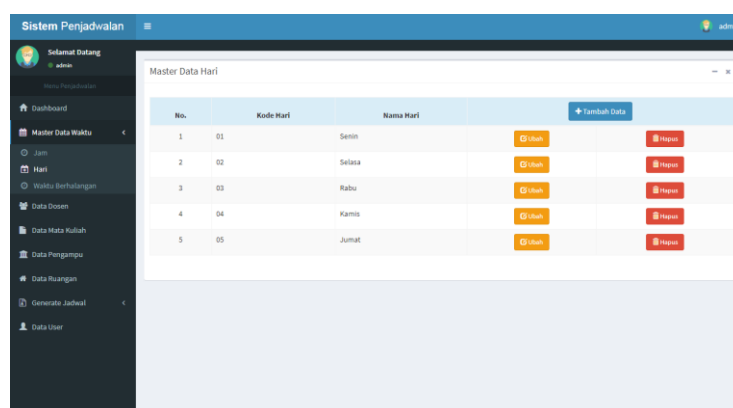 Sistem Penjadwalan
adm
Selamat Datang
admin
Menu Penjadwalan
Dashboard
Master Data Waktu
Jam
Hari
Waktu Berhalangan
Data Dosen
Data Mata Kuliah
Data Pengampu
Data Ruangan
Generate Jadwal
Data User
Master Data Hari
No. Kode Hari Nama Hari Tambah Data
1 01 Senin Ubah Hapus
2 02 Selasa Ubah Hapus
3 03 Rabu Ubah Hapus
4 04 Kamis Ubah Hapus
5 05 Jumat Ubah Hapus